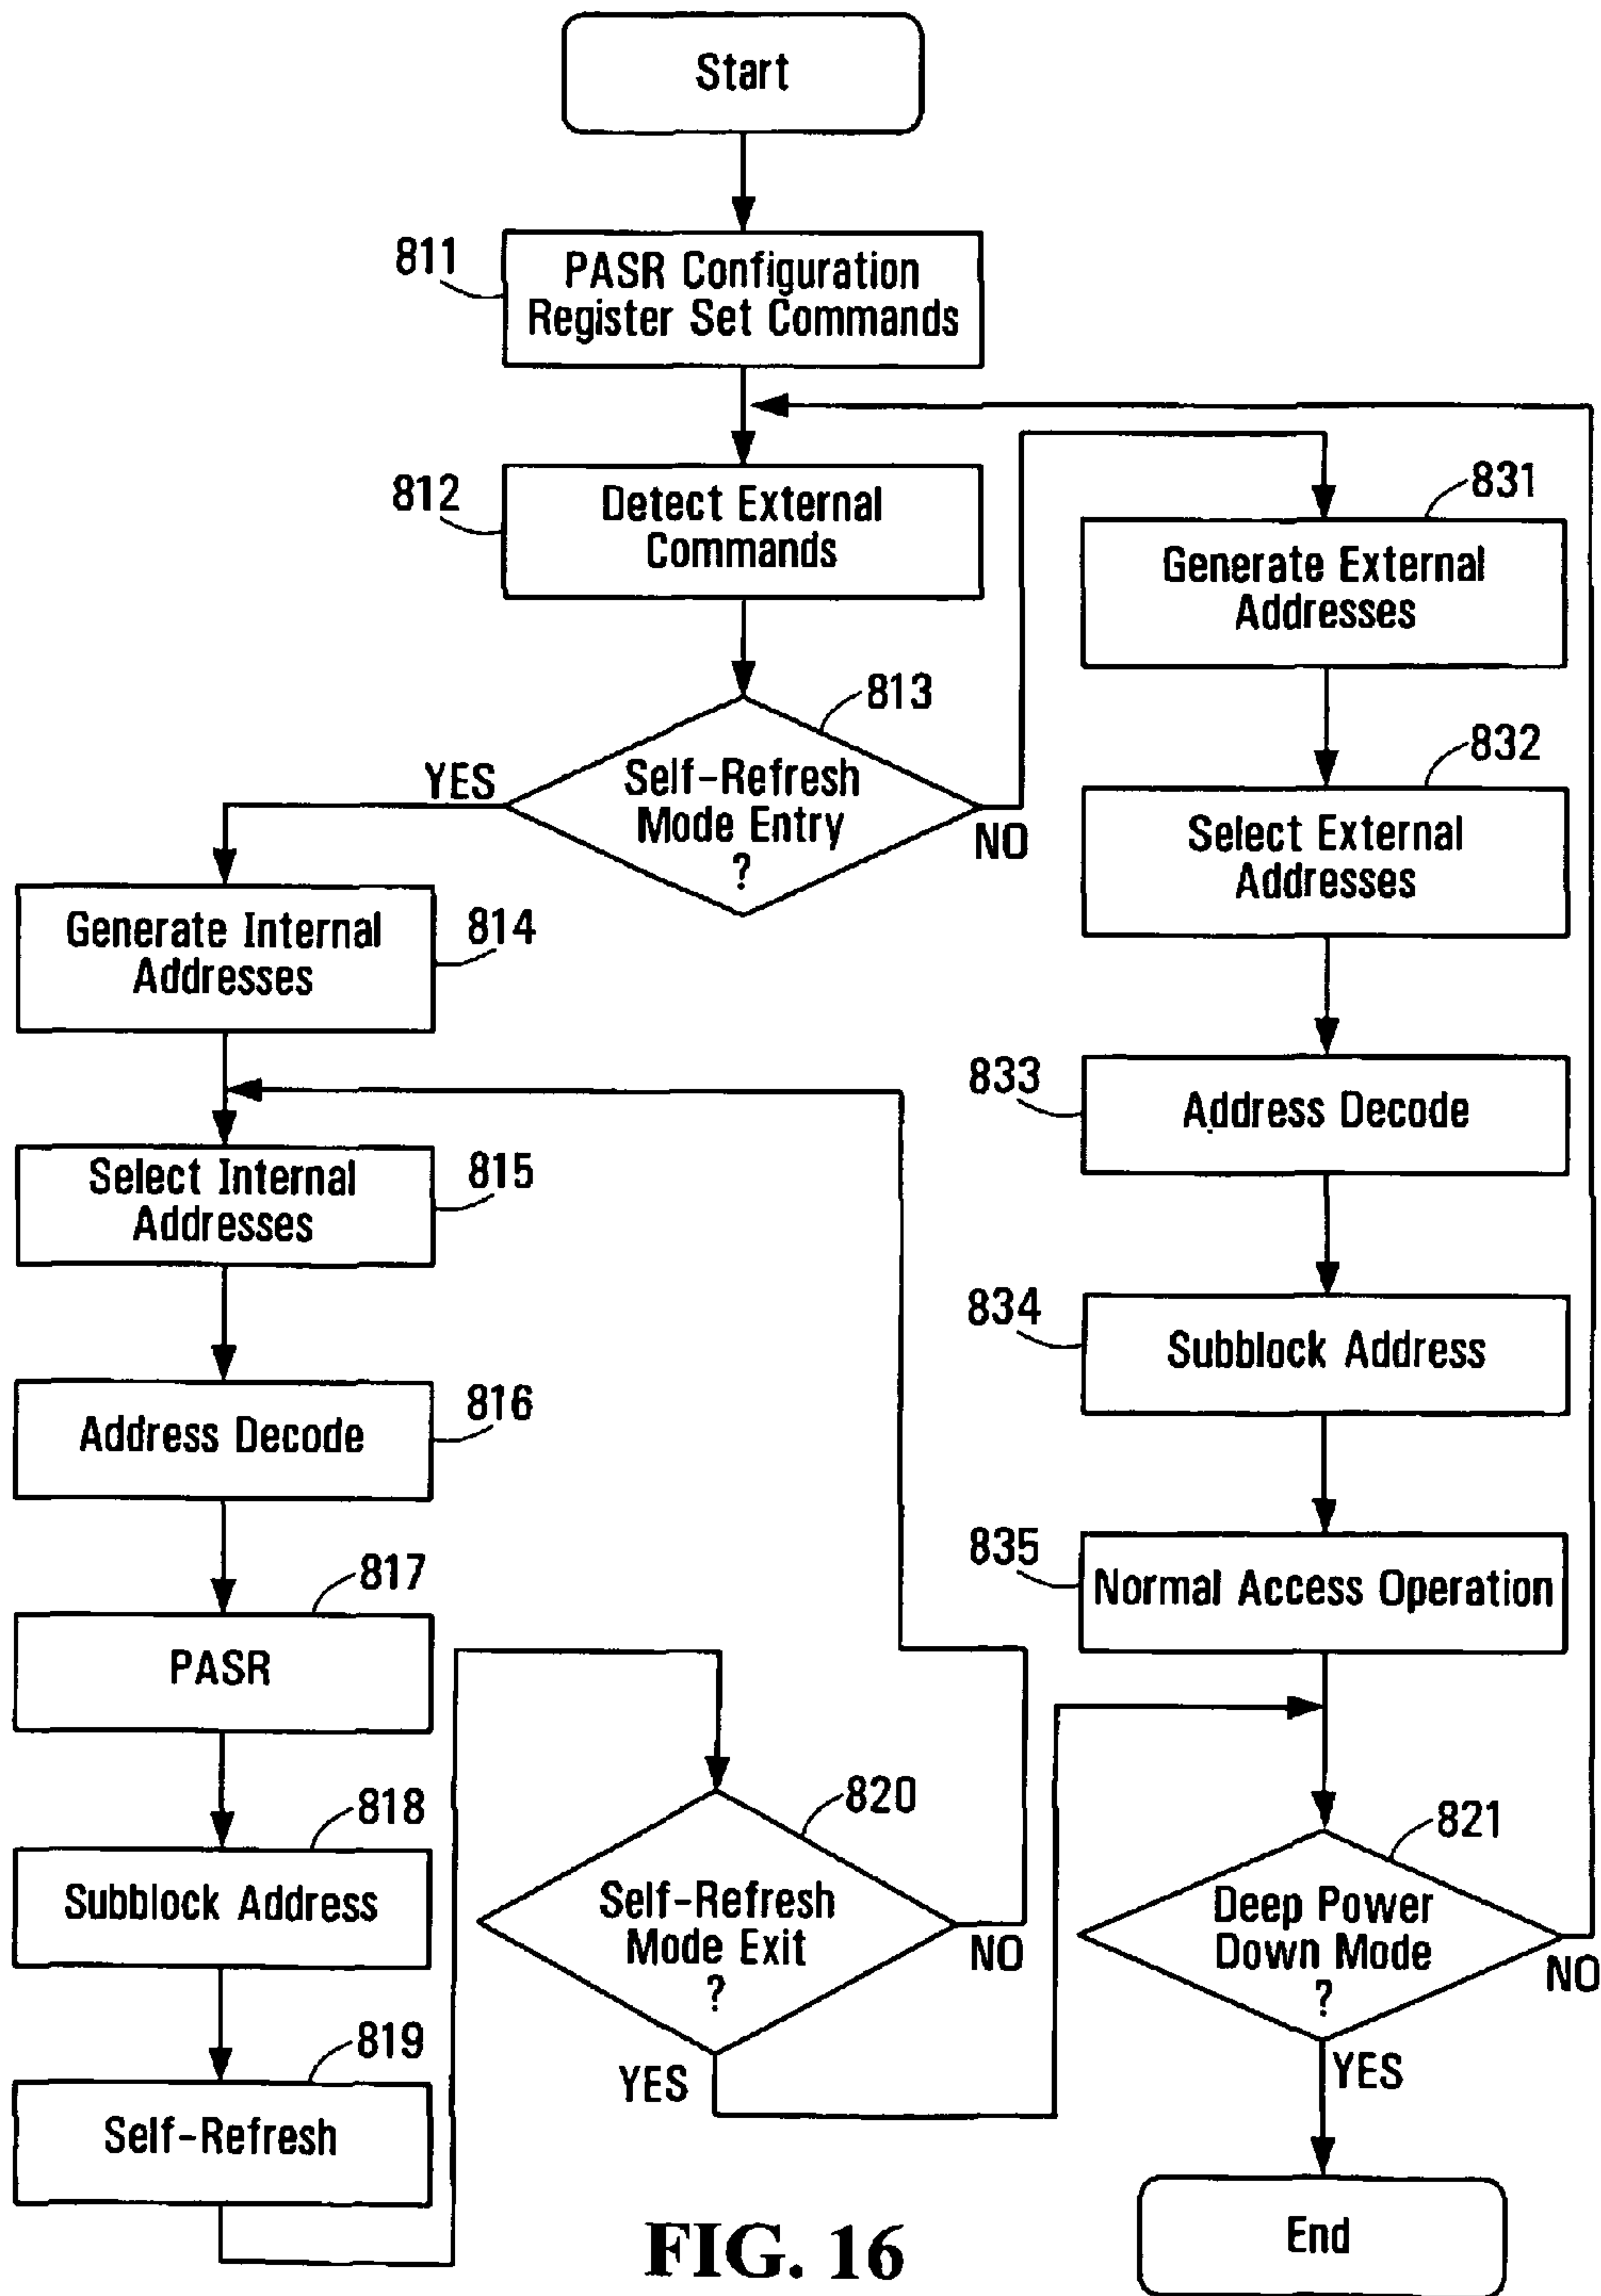 Start
811
PASR Configuration
Register Set Commands
812
Detect External
Commands
813
Self-Refresh
Mode Entry
?
YES
NO
814
Generate Internal
Addresses
815
Select Internal
Addresses
816
Address Decode
817
PASR
818
Subblock Address
819
Self-Refresh
820
Self-Refresh
Mode Exit
?
NO
YES
831
Generate External
Addresses
832
Select External
Addresses
833
Address Decode
834
Subblock Address
835
Normal Access Operation
821
Deep Power
Down Mode
?
NO
YES
End
FIG. 16